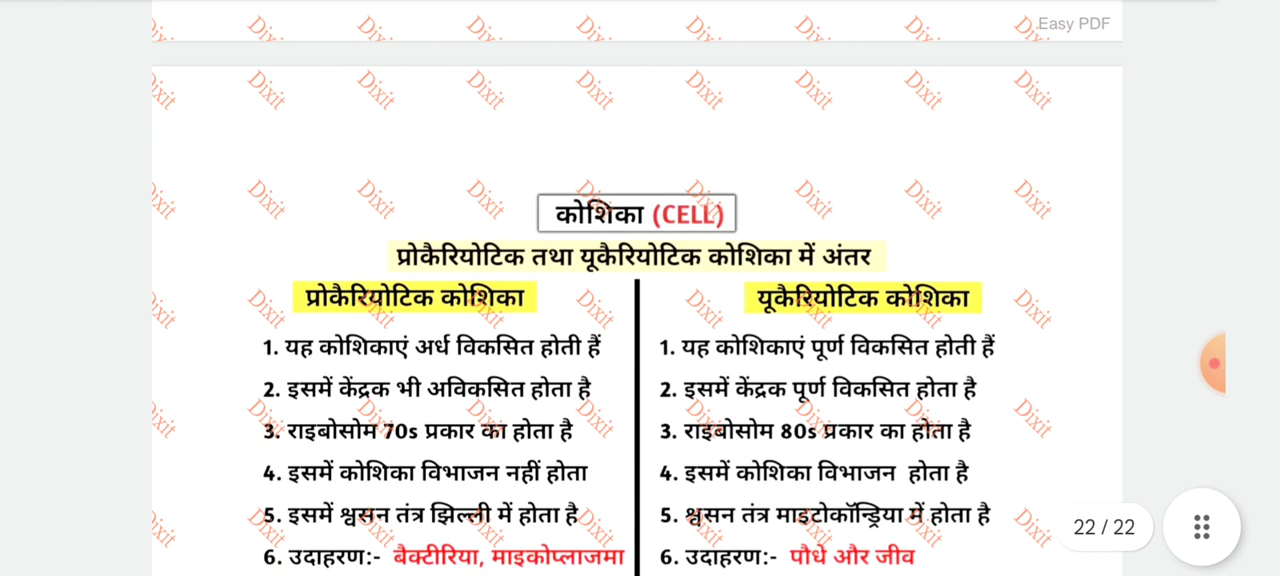 Easy PDF
कोशिका (CELL)
प्रोकैरियोटिक तथा यूकैरियोटिक कोशिका में अंतर
प्रोकैरियोटिक कोशिका
1. यह कोशिकाएं अर्ध विकसित होती हैं
2. इसमें केंद्रक भी अविकसित होता है
3. राइबोसोम 70s प्रकार का होता है
4. इसमें कोशिका विभाजन नहीं होता
5. इसमें श्वसन तंत्र झिल्ली में होता है
6. उदाहरण:- बैक्टीरिया, माइकोप्लाजमा
यूकैरियोटिक कोशिका
1. यह कोशिकाएं पूर्ण विकसित होती हैं
2. इसमें केंद्रक पूर्ण विकसित होता है
3. राइबोसोम 80s प्रकार का होता है
4. इसमें कोशिका विभाजन होता है
5. श्वसन तंत्र माइटोकॉन्ड्रिया में होता है
6. उदाहरण:- पौधे और जीव
22 / 22
Dixit